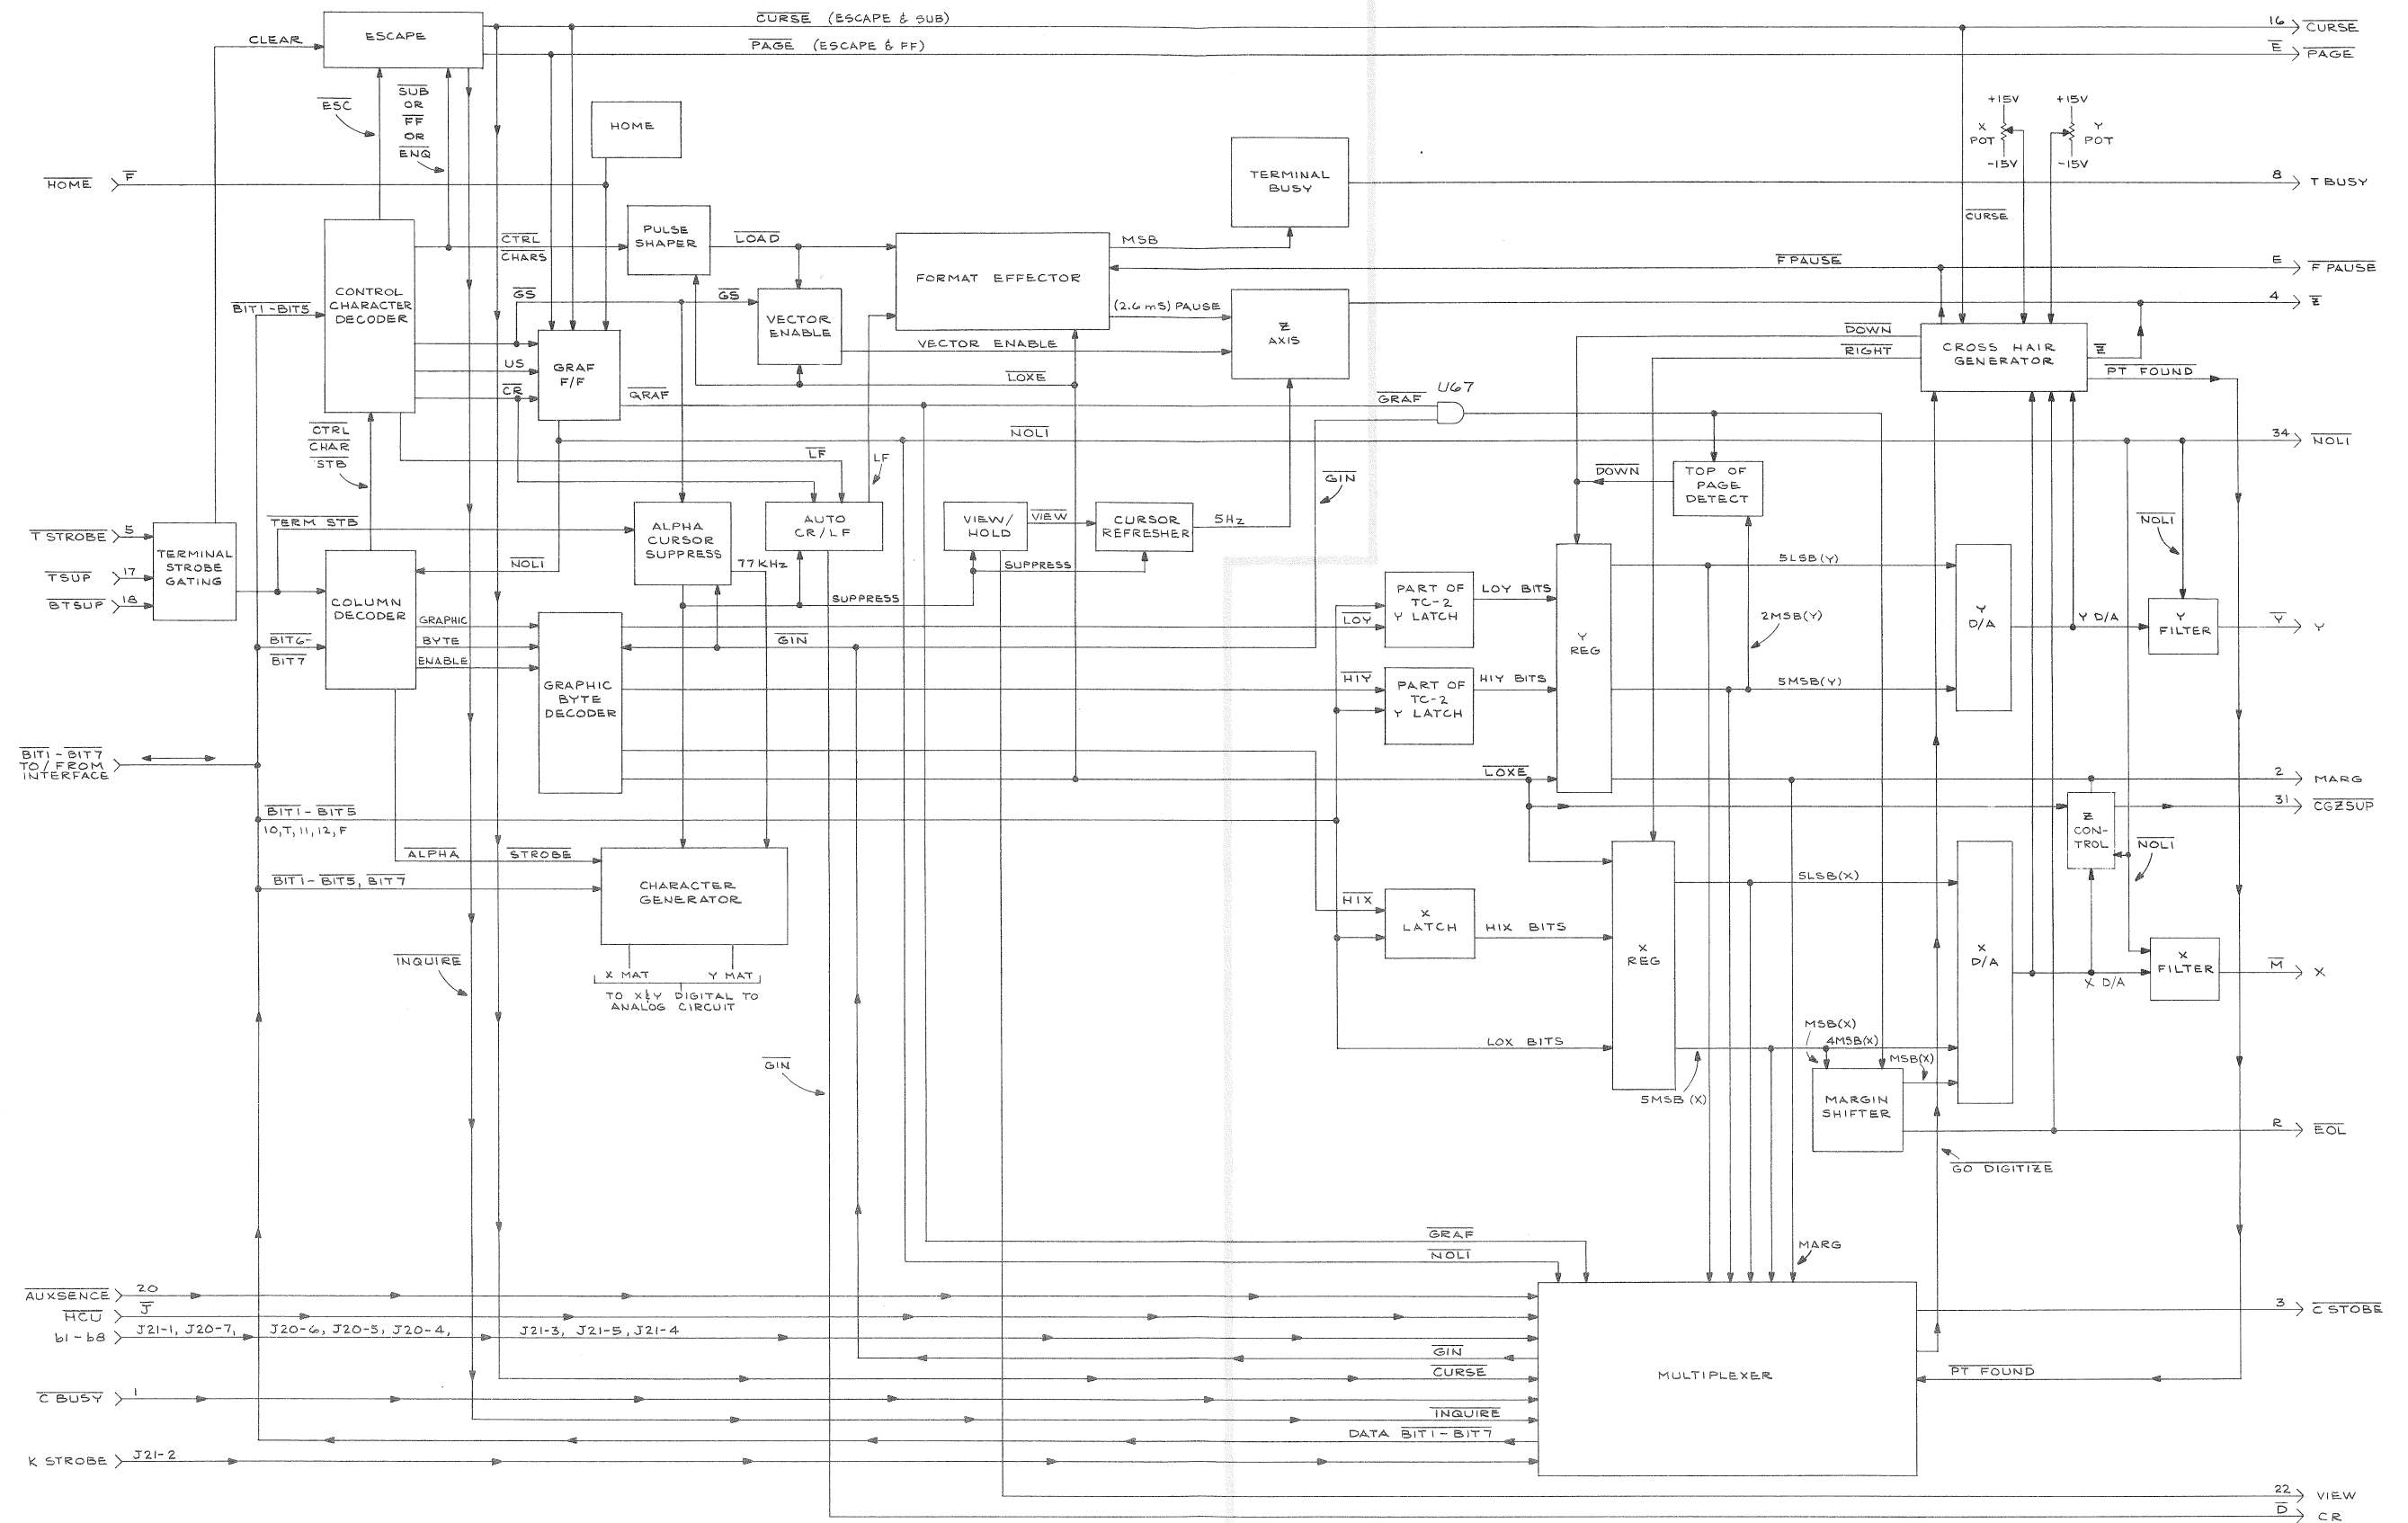 CURSE (ESCAPE & SUB)
16 CURSE
CLEAR
ESCAPE
PAGE (ESCAPE & FF)
E PAGE
ESC
SUB
OR
FF
OR
ENQ
HOME
+15V
+15V
X
POT
Y
POT
-15V
-15V
HOME F
TERMINAL
BUSY
8 T BUSY
CURSE
PULSE
SHAPER
LOAD
CTRL
CHARS
MSB
FORMAT EFFECTOR
F PAUSE
E F PAUSE
CONTROL
CHARACTER
DECODER
BIT1-BIT5
GS
GS
VECTOR
ENABLE
(2.6 mS) PAUSE
Z
AXIS
4 Z
VECTOR ENABLE
DOWN
RIGHT
CROSS HAIR
GENERATOR
Z
PT FOUND
US
CR
GRAF
F/F
LOXE
QRAF
GRAF
U67
CTRL
CHAR
STB
NOLI
34 NOLI
LF
LF
GIN
DOWN
TOP OF
PAGE
DETECT
TERM STB
ALPHA
CURSOR
SUPPRESS
AUTO
CR/LF
VIEW/
HOLD
VIEW
CURSOR
REFRESHER
5HZ
NOLI
T STROBE 5
TSUP 17
BTSUP 18
TERMINAL
STROBE
GATING
NOLI
77 KHZ
SUPPRESS
SUPPRESS
COLUMN
DECODER
GRAPHIC
BYTE
ENABLE
BIT6-
BIT7
GIN
GRAPHIC
BYTE
DECODER
LOY
PART OF
TC-2
Y LATCH
LOY BITS
HIY
PART OF
TC-2
Y LATCH
HIY BITS
Y
REG
5LSB(Y)
2MSB(Y)
5MSB(Y)
Y
D/A
Y D/A
Y
FILTER
Y Y
BIT1-BIT7
TO/FROM
INTERFACE
LOXE
2 MARG
31 CGZSUP
Z
CON-
TROL
NOLI
BIT1-BIT5
10, T, 11, 12, F
ALPHA STROBE
BIT1-BIT5, BIT7
CHARACTER
GENERATOR
X MAT Y MAT
TO X&Y DIGITAL TO
ANALOG CIRCUIT
INQUIRE
HIX
X
LATCH
HIX BITS
X
REG
5LSB(X)
X
D/A
X D/A
X
FILTER
M X
GIN
LOX BITS
MSB(X)
4MSB(X)
MSB(X)
5MSB (X)
MARGIN
SHIFTER
R EOL
GO DIGITIZE
GRAF
NOLI
MARG
AUXSENCE 20
HCU J
b1-b8 J21-1, J20-7, J20-6, J20-5, J20-4, J21-3, J21-5, J21-4
3 C STOBE
GIN
CURSE
MULTIPLEXER
PT FOUND
C BUSY 1
INQUIRE
DATA BIT1-BIT7
K STROBE J21-2
22 VIEW
D CR